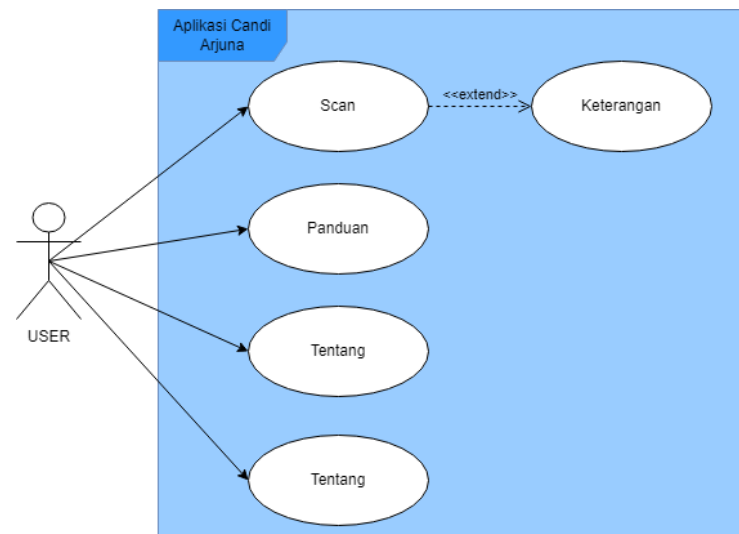 Aplikasi Candi
Arjuna
Scan
<<extend>>
Keterangan
Panduan
USER
Tentang
Tentang